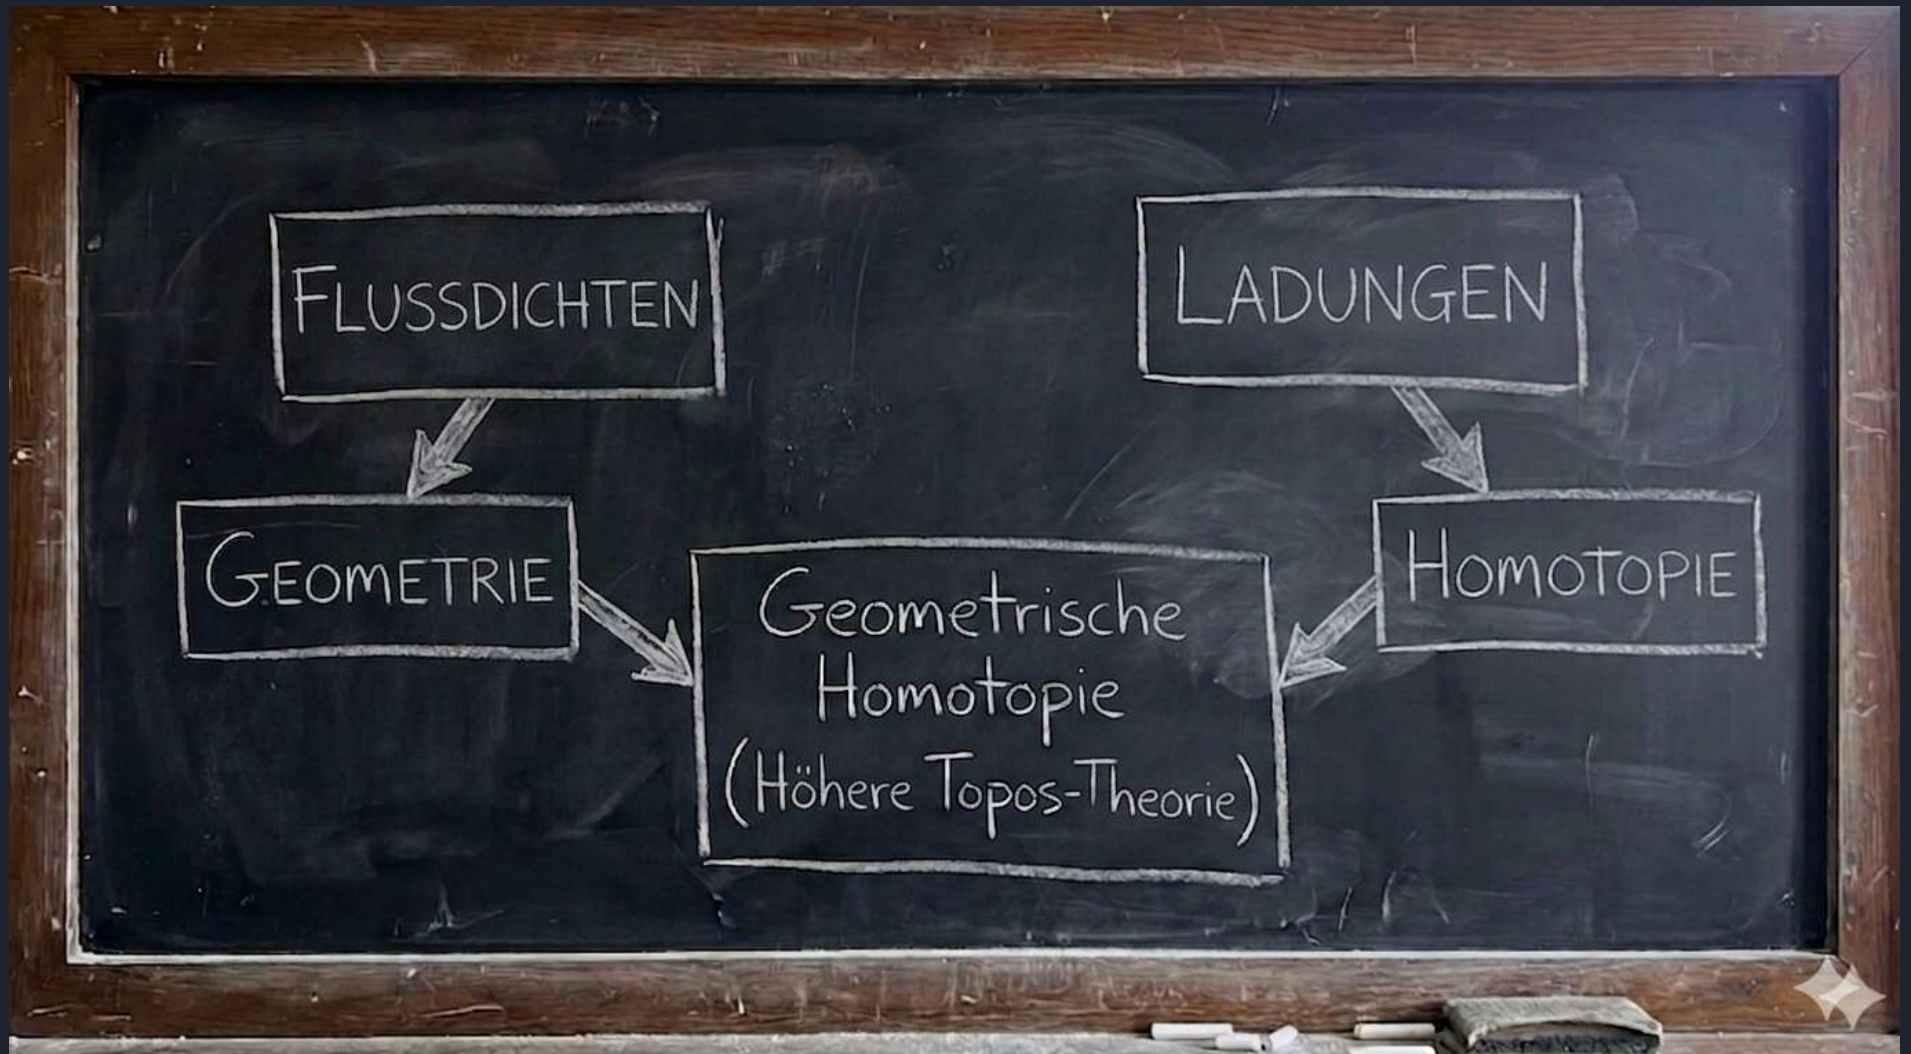 FLUSSDICHTEN
LADUNGEN
GEOMETRIE
HOMOTOPIE
Geometrische
Homotopie
(Höhere Topos-Theorie)